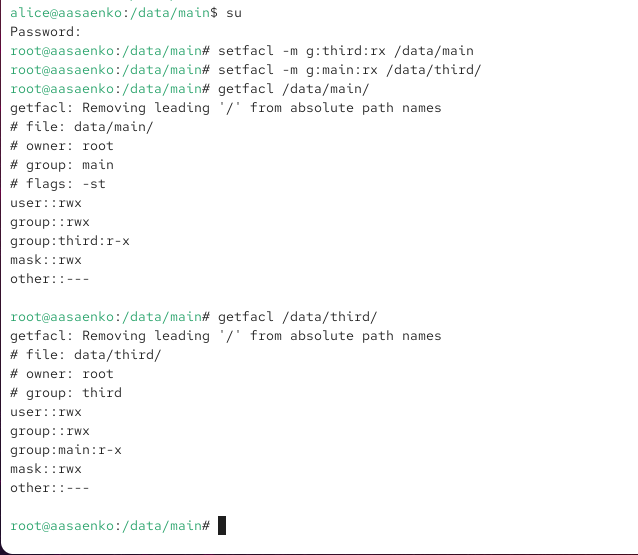 alice@aasaenko:/data/main$ su
Password:
root@aasaenko:/data/main# setfacl -m g:third:rx /data/main
root@aasaenko:/data/main# setfacl -m g:main:rx /data/third/
root@aasaenko:/data/main# getfacl /data/main/
getfacl: Removing leading '/' from absolute path names
# file: data/main/
# owner: root
# group: main
# flags: -st
user::rwx
group::rwx
group:third:r-x
mask::rwx
other::---

root@aasaenko:/data/main# getfacl /data/third/
getfacl: Removing leading '/' from absolute path names
# file: data/third/
# owner: root
# group: third
user::rwx
group::rwx
group:main:r-x
mask::rwx
other::---

root@aasaenko:/data/main#